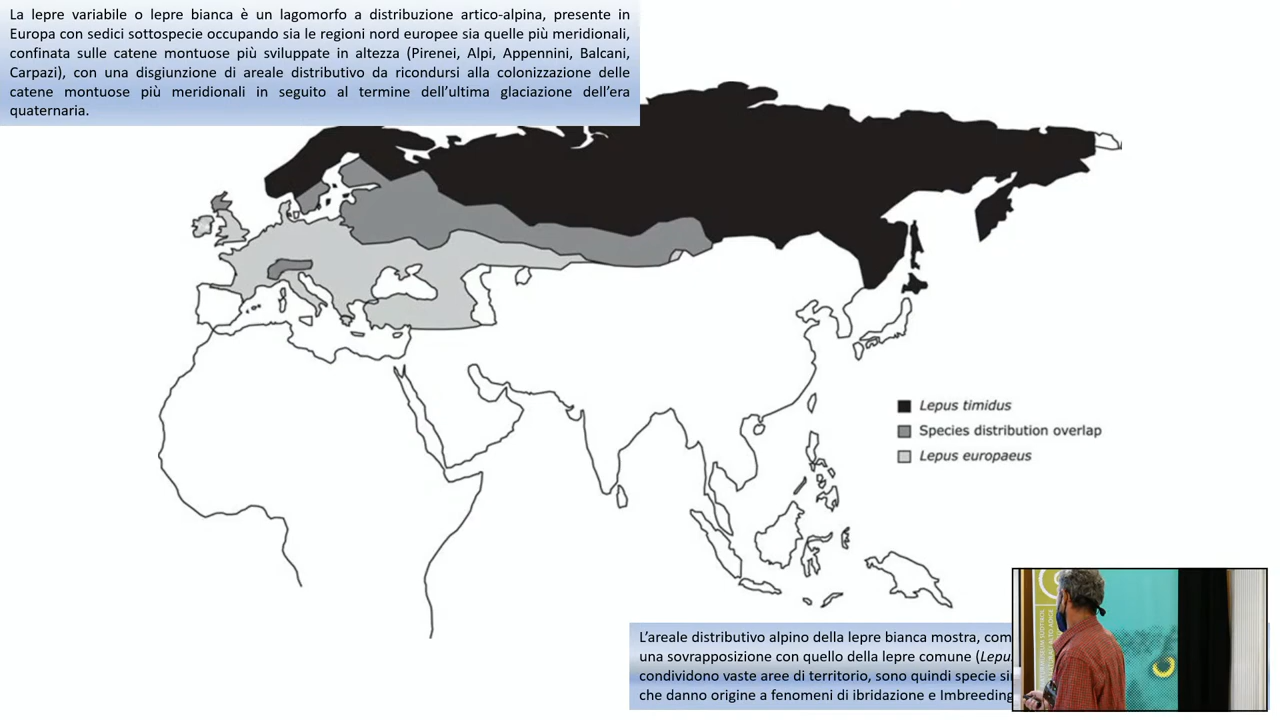 La lepre variabile o lepre bianca è un lagomorfo a distribuzione artico-alpina, presente in
Europa con sedici sottospecie occupando sia le regioni nord europee sia quelle più meridionali,
confinata sulle catene montuose più sviluppate in altezza (Pirenei, Alpi, Appennini, Balcani,
Carpazi), con una disgiunzione di areale distributivo da ricondursi alla colonizzazione delle
catene montuose più meridionali in seguito al termine dell’ultima glaciazione dell’era
quaternaria.
Lepus timidus
Species distribution overlap
Lepus europaeus
L’areale distributivo alpino della lepre bianca mostra, com
una sovrapposizione con quello della lepre comune (Lepu
condividono vaste aree di territorio, sono quindi specie si
che danno origine a fenomeni di ibridazione e Imbreeding